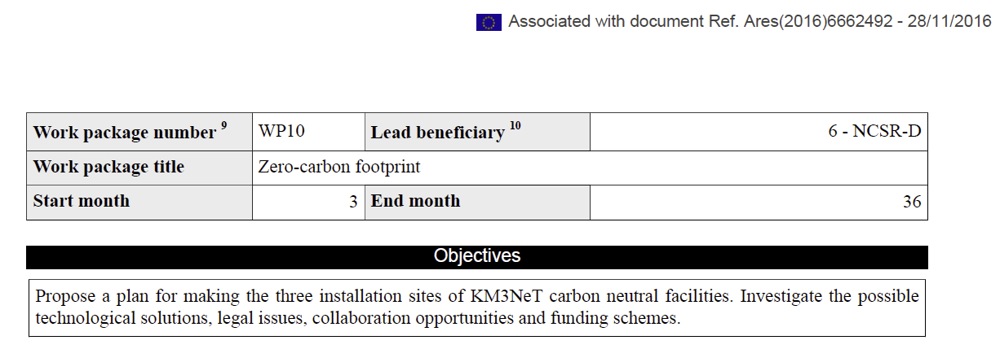 Associated with document Ref. Ares(2016)6662492 - 28/11/2016
Work package number 9 WP10 Lead beneficiary 10 6 - NCSR-D
Work package title Zero-carbon footprint
Start month 3 End month 36
Objectives
Propose a plan for making the three installation sites of KM3NeT carbon neutral facilities. Investigate the possible
technological solutions, legal issues, collaboration opportunities and funding schemes.